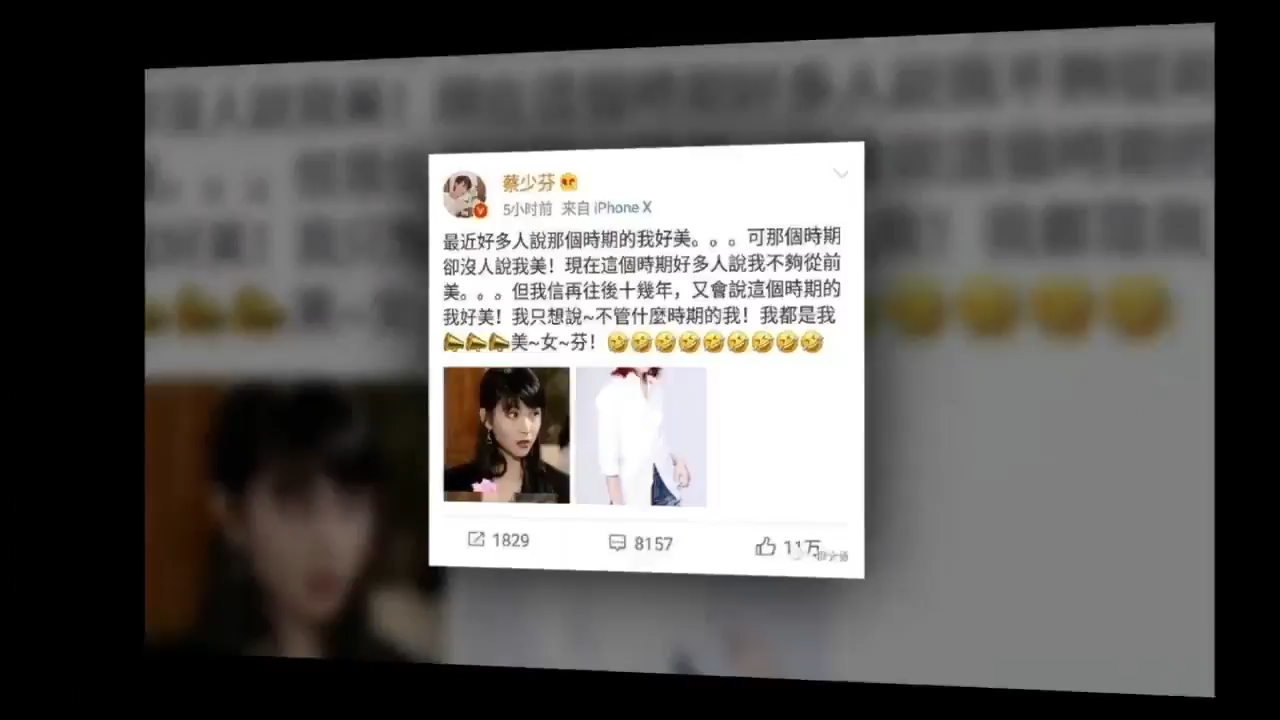 蔡少芬
5小时前 来自 iPhone X
最近好多人說那個時期的我好美。。。可那個時期
卻沒人說我美！現在這個時期好多人說我不夠從前
美。。。但我信再往後十幾年，又會說這個時期的
我好美！我只想說~不管什麼時期的我！我都是我
📣📣📣美~女~芬！🤣🤣🤣🤣🤣🤣🤣🤣🤣
1829
8157
11万